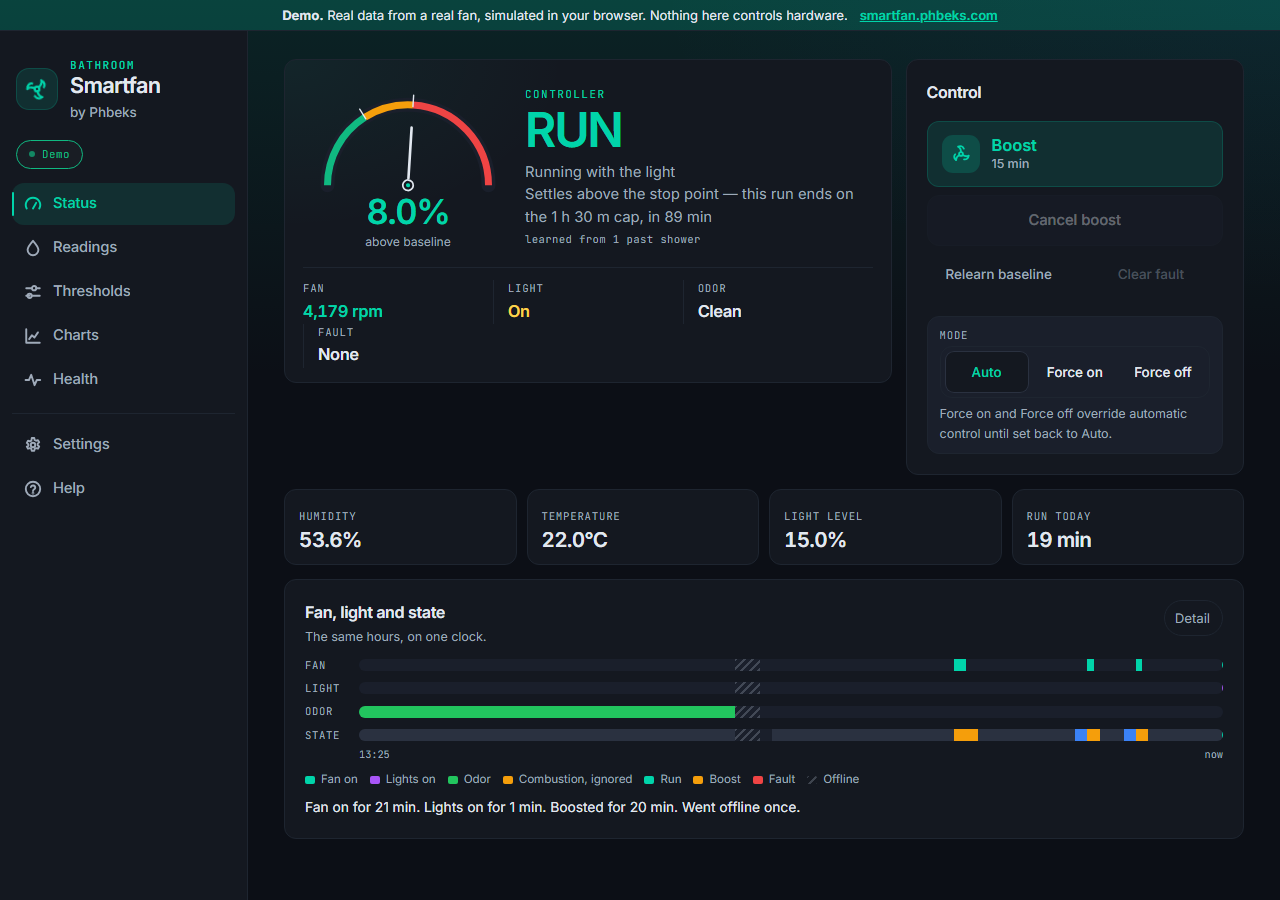 Demo. Real data from a real fan, simulated in your browser. Nothing here controls hardware. smartfan.phbeks.com
BATHROOM
Smartfan
by Phbeks
Demo
Status
Readings
Thresholds
Charts
Health
Settings
Help
8.0%
above baseline
CONTROLLER
RUN
Running with the light
Settles above the stop point — this run ends on
the 1 h 30 m cap, in 89 min
learned from 1 past shower
FAN
4,179 rpm
LIGHT
On
ODOR
Clean
FAULT
None
Control
Boost
15 min
Cancel boost
Relearn baseline
Clear fault
MODE
Auto
Force on
Force off
Force on and Force off override automatic
control until set back to Auto.
HUMIDITY
53.6%
TEMPERATURE
22.0°C
LIGHT LEVEL
15.0%
RUN TODAY
19 min
Fan, light and state
The same hours, on one clock.
Detail
FAN
LIGHT
ODOR
STATE
13:25
now
Fan on
Lights on
Odor
Combustion, ignored
Run
Boost
Fault
Offline
Fan on for 21 min. Lights on for 1 min. Boosted for 20 min. Went offline once.